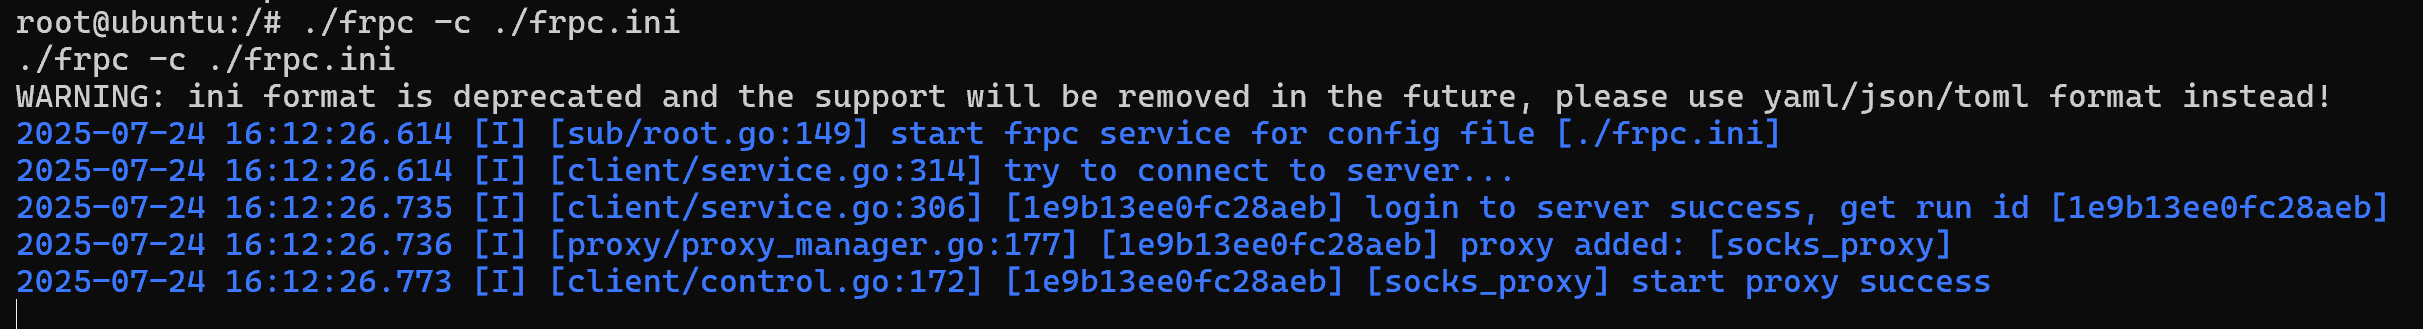 root@ubuntu:/# ./frpc -c ./frpc.ini
./frpc -c ./frpc.ini
WARNING: ini format is deprecated and the support will be removed in the future, please use yaml/json/toml format instead!
2025-07-24 16:12:26.614 [I] [sub/root.go:149] start frpc service for config file [./frpc.ini]
2025-07-24 16:12:26.614 [I] [client/service.go:314] try to connect to server...
2025-07-24 16:12:26.735 [I] [client/service.go:306] [1e9b13ee0fc28aeb] login to server success, get run id [1e9b13ee0fc28aeb]
2025-07-24 16:12:26.736 [I] [proxy/proxy_manager.go:177] [1e9b13ee0fc28aeb] proxy added: [socks_proxy]
2025-07-24 16:12:26.773 [I] [client/control.go:172] [1e9b13ee0fc28aeb] [socks_proxy] start proxy success